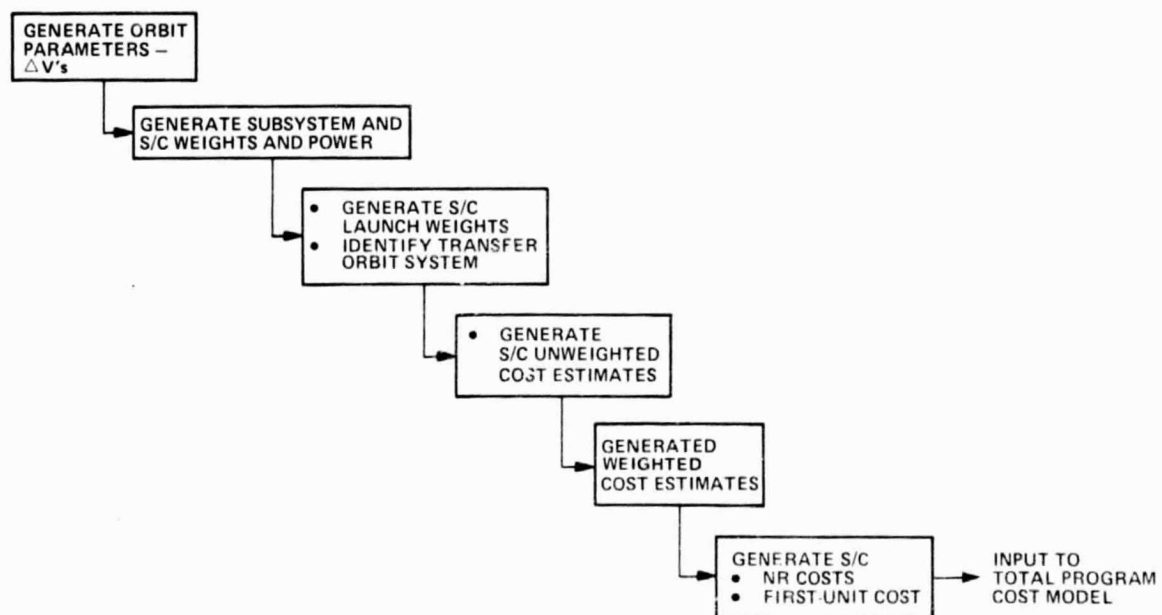 GENERATE ORBIT
PARAMETERS —
△V's
GENERATE SUBSYSTEM AND
S/C WEIGHTS AND POWER
• GENERATE S/C
LAUNCH WEIGHTS
• IDENTIFY TRANSFER
ORBIT SYSTEM
• GENERATE
S/C UNWEIGHTED
COST ESTIMATES
GENERATED
WEIGHTED
COST ESTIMATES
GENERATE S/C
• NR COSTS
• FIRST-UNIT COST
INPUT TO
TOTAL PROGRAM
COST MODEL